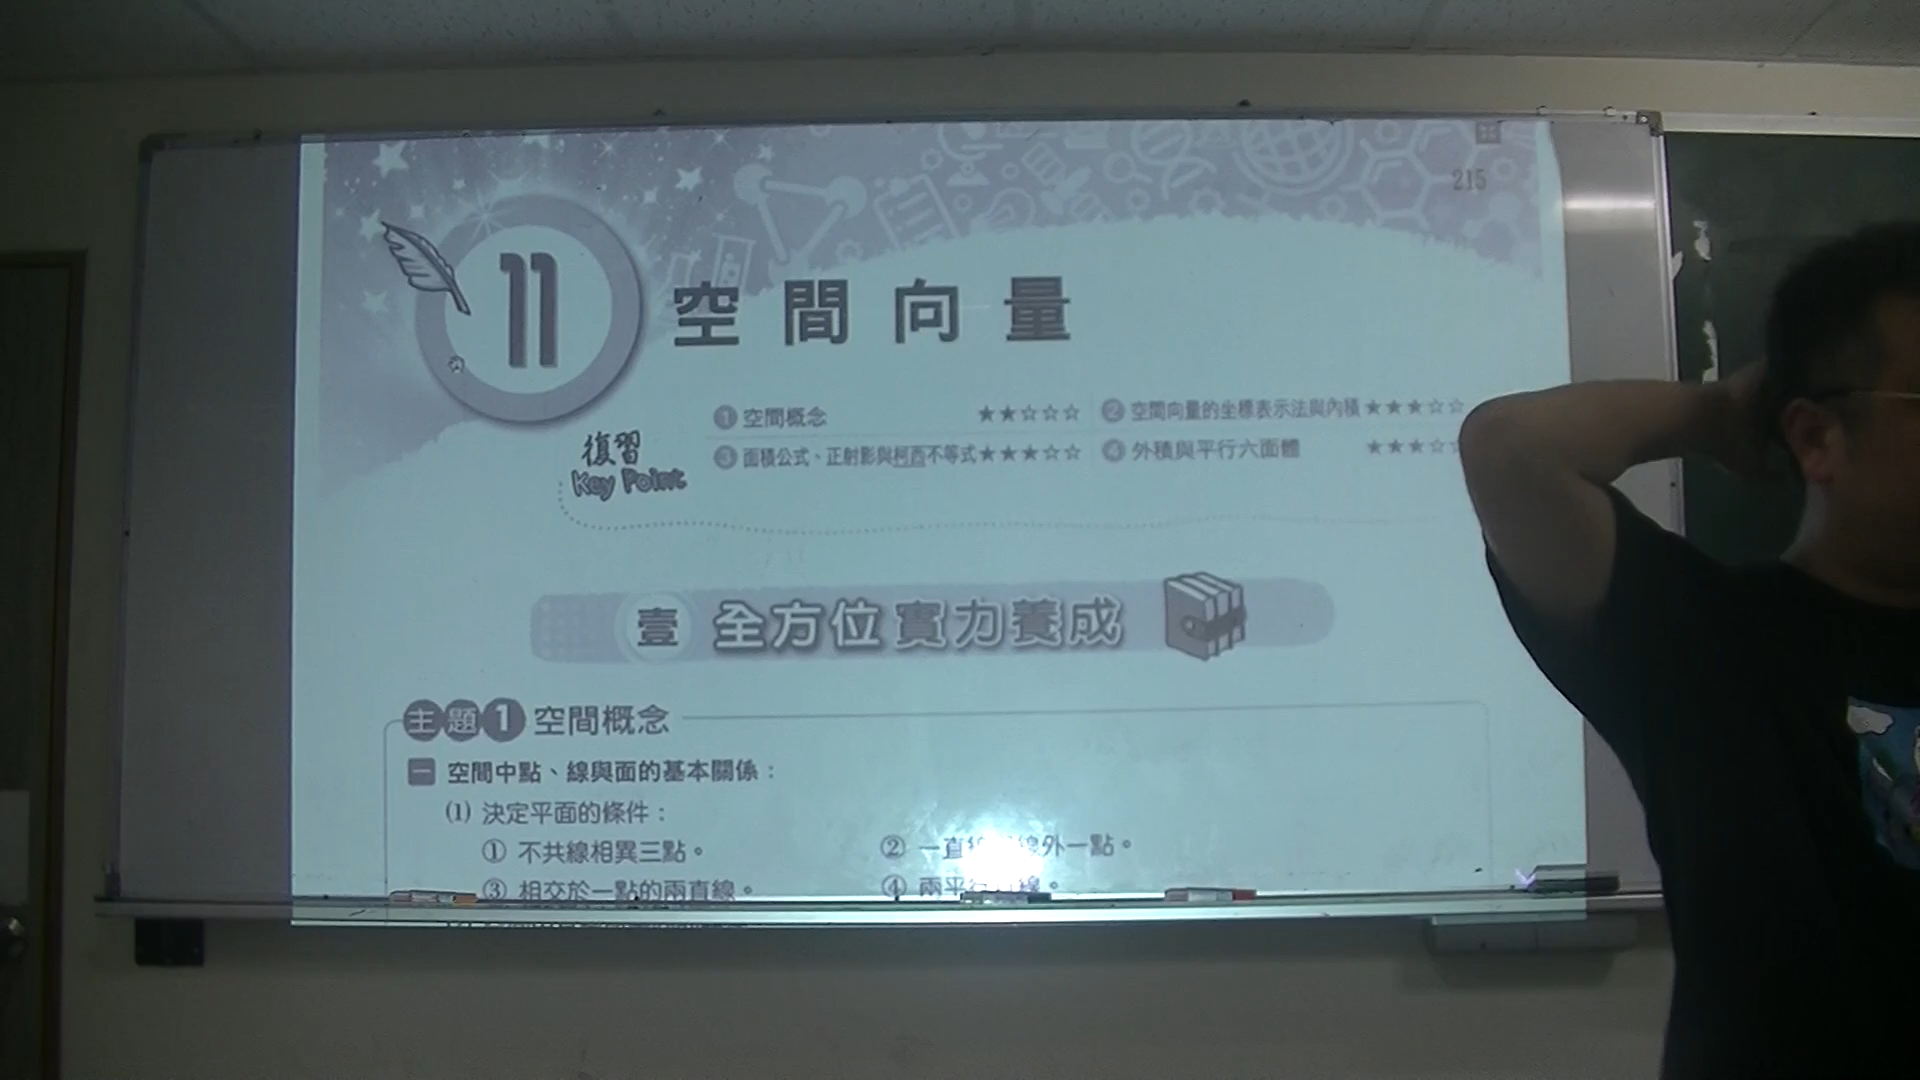 215
11 空間向量
復習
Key Point
① 空間概念 ★★☆☆☆ ② 空間向量的坐標表示法與內積 ★★★☆☆
③ 面積公式、正射影與柯西不等式 ★★★☆☆ ④ 外積與平行六面體 ★★★☆
壹 全方位實力養成
主題1 空間概念
一 空間中點、線與面的基本關係：
(1) 決定平面的條件：
① 不共線相異三點。 ② 一直線 線外一點。
③ 相交於一點的兩直線。 ④ 兩平行 線。